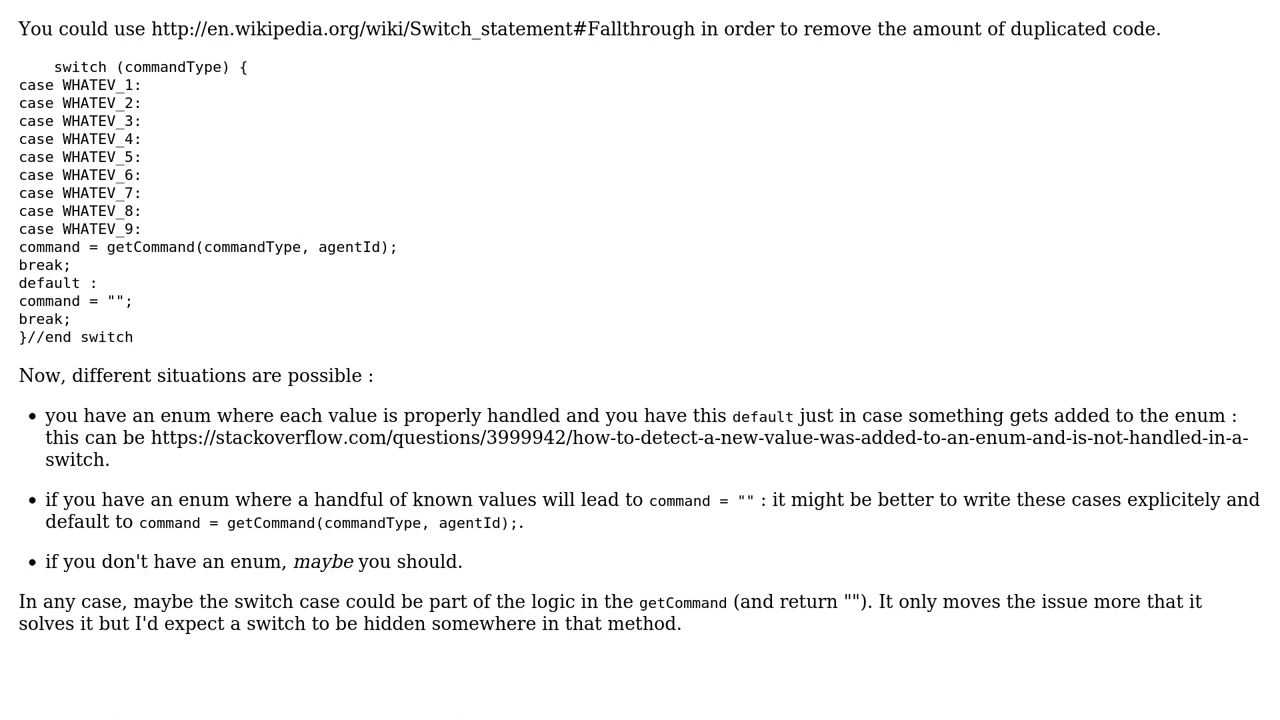 You could use http://en.wikipedia.org/wiki/Switch_statement#Fallthrough in order to remove the amount of duplicated code.
switch (commandType) {
case WHATEV_1:
case WHATEV_2:
case WHATEV_3:
case WHATEV_4:
case WHATEV_5:
case WHATEV_6:
case WHATEV_7:
case WHATEV_8:
case WHATEV_9:
command = getCommand(commandType, agentId);
break;
default :
command = "";
break;
}//end switch
Now, different situations are possible :
• you have an enum where each value is properly handled and you have this default just in case something gets added to the enum :
this can be https://stackoverflow.com/questions/3999942/how-to-detect-a-new-value-was-added-to-an-enum-and-is-not-handled-in-a-
switch.
• if you have an enum where a handful of known values will lead to command = "" : it might be better to write these cases explicitely and
default to command = getCommand(commandType, agentId);.
• if you don't have an enum, maybe you should.
In any case, maybe the switch case could be part of the logic in the getCommand (and return ""). It only moves the issue more that it
solves it but I'd expect a switch to be hidden somewhere in that method.